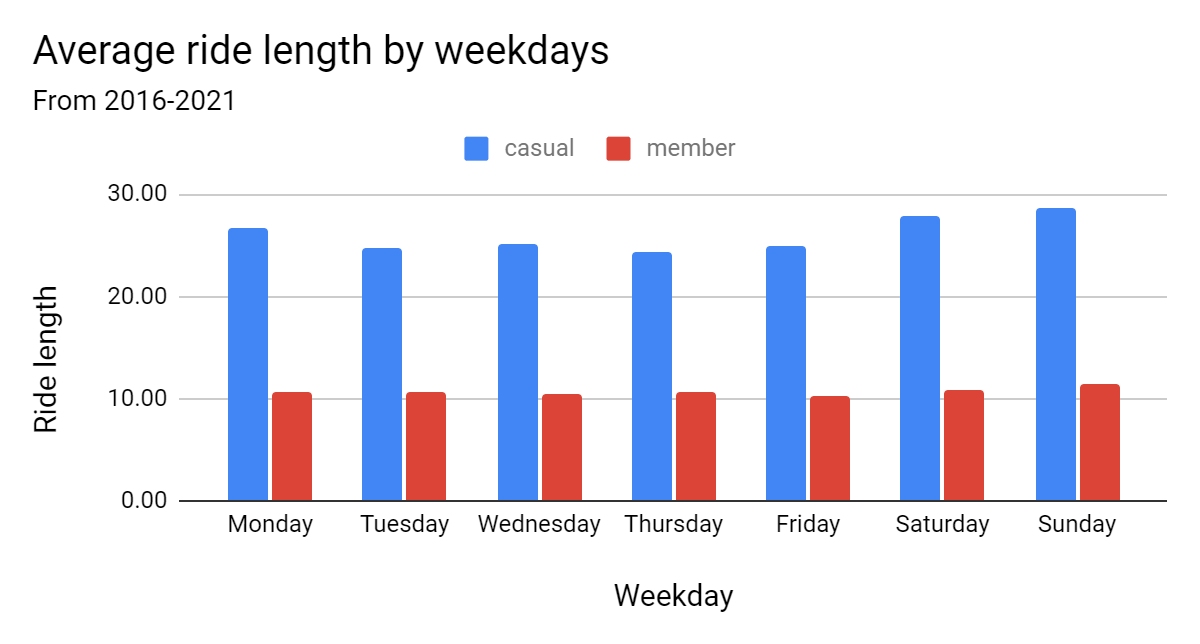 Average ride length by weekdays
From 2016-2021
casual member
30.00
20.00
10.00
0.00
Ride length
Monday Tuesday Wednesday Thursday Friday Saturday Sunday
Weekday